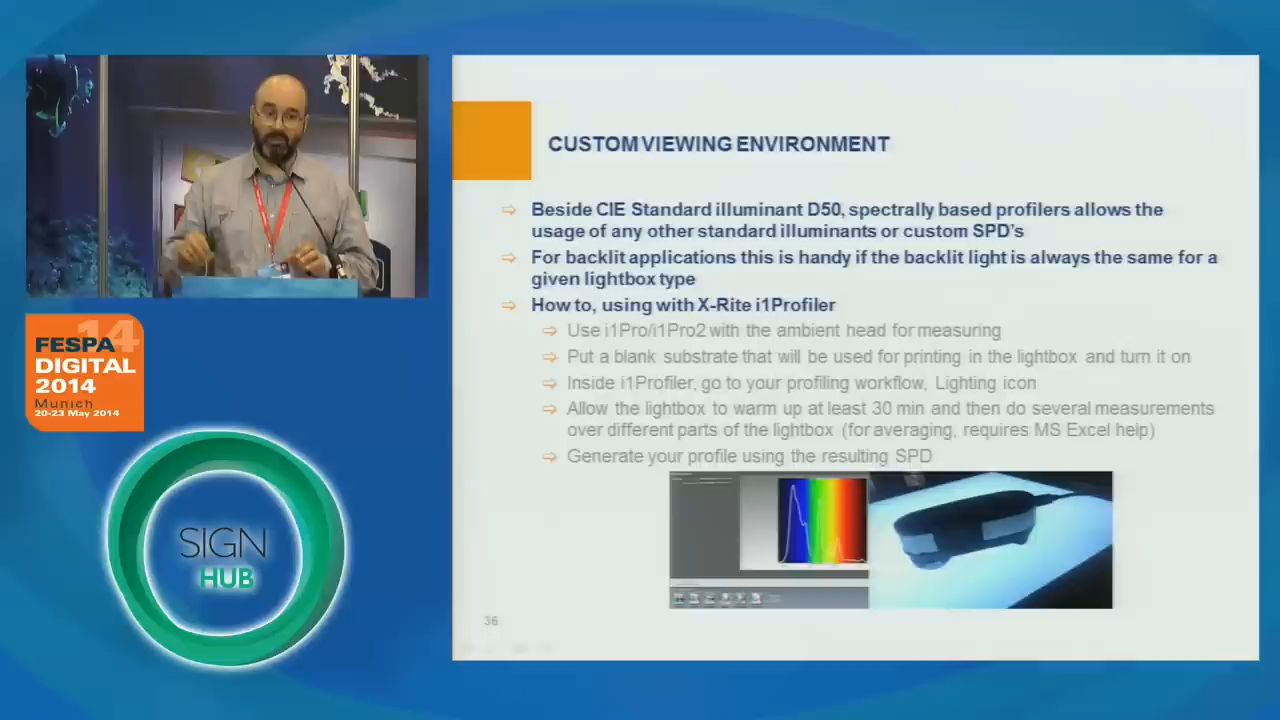 CUSTOM VIEWING ENVIRONMENT
Beside CIE Standard illuminant D50, spectrally based profilers allows the
usage of any other standard illuminants or custom SPD's
For backlit applications this is handy if the backlit light is always the same for a
given lightbox type
How to, using with X-Rite i1Profiler
Use i1Pro/i1Pro2 with the ambient head for measuring
Put a blank substrate that will be used for printing in the lightbox and turn it on
Inside i1Profiler, go to your profiling workflow, Lighting icon
Allow the lightbox to warm up at least 30 min and then do several measurements
over different parts of the lightbox (for averaging, requires MS Excel help)
Generate your profile using the resulting SPD
36
14
FESPA
DIGITAL
2014
Munich
20-23 May 2014
SIGN
HUB